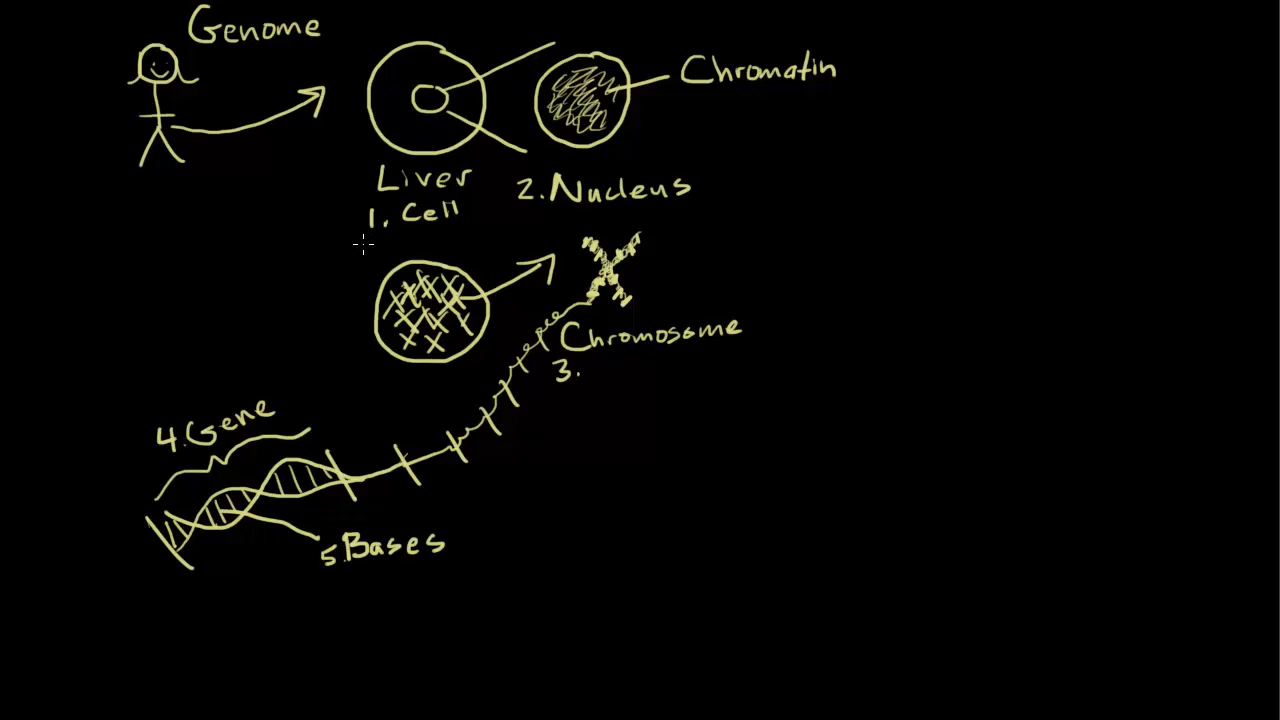 Genome
Chromatin
Liver
1. Cell
2. Nucleus
Chromosome
3.
4. Gene
5. Bases